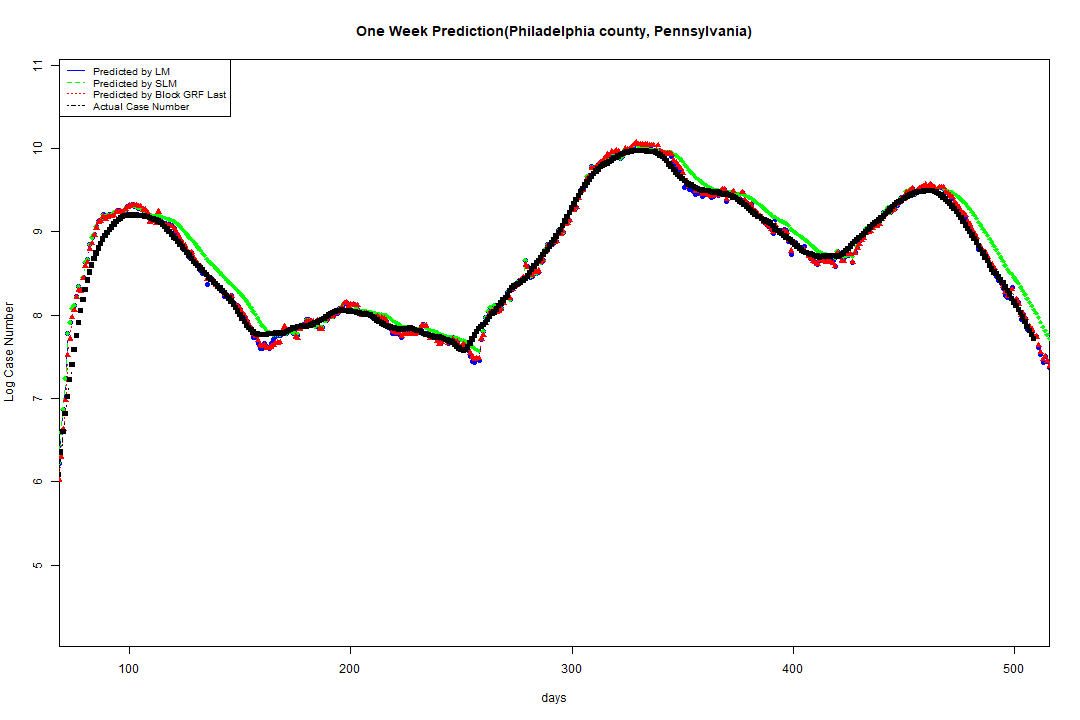 One Week Prediction(Philadelphia county, Pennsylvania)
Predicted by LM
Predicted by SLM
Predicted by Block GRF Last
Actual Case Number
11
10
9
8
7
6
5
Log Case Number
100 200 300 400 500
days